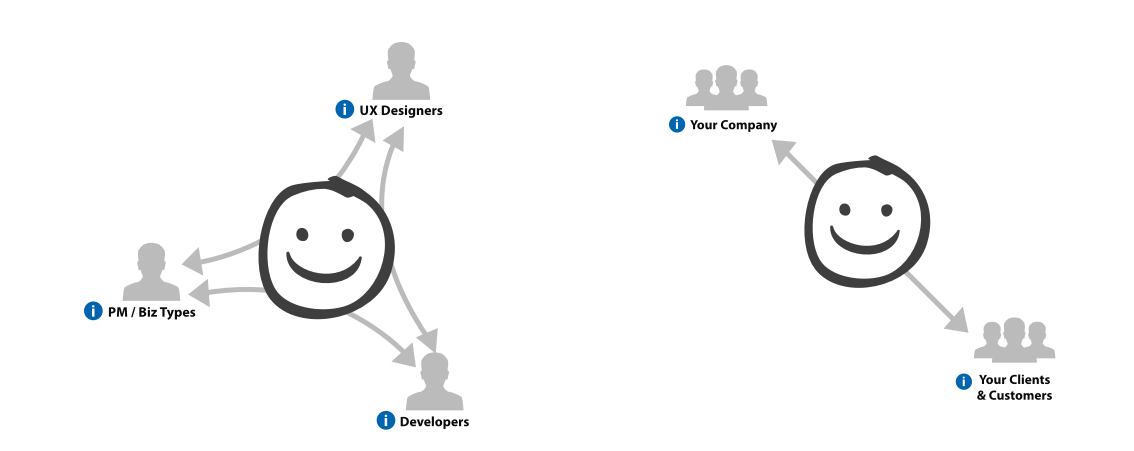 i UX Designers
i Your Company
i PM / Biz Types
i Your Clients
& Customers
i Developers